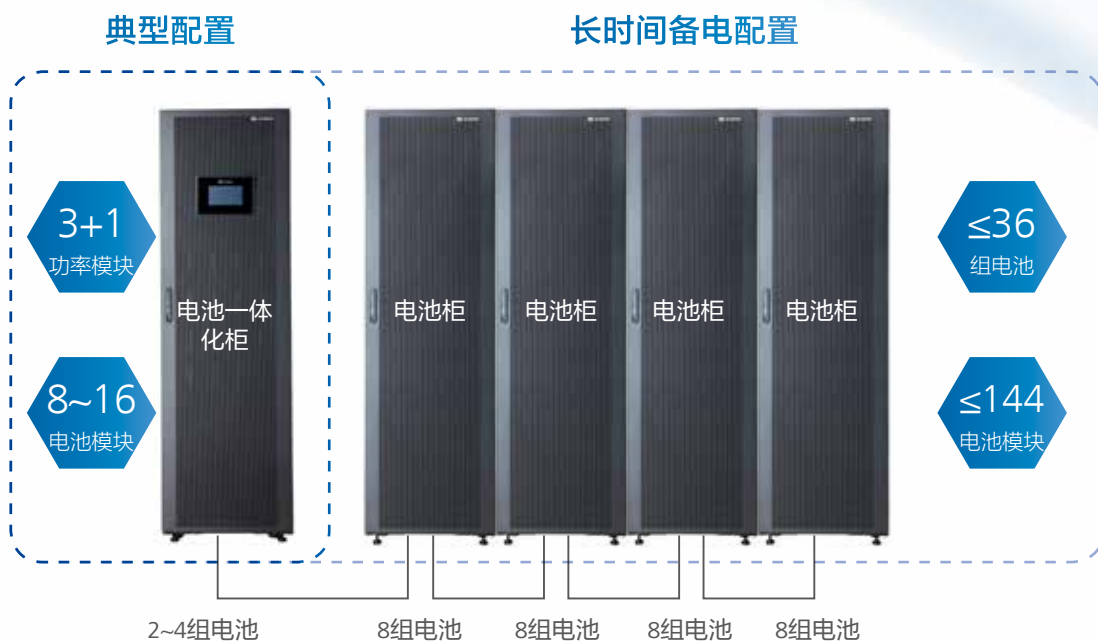 典型配置
长时间备电配置
3+1
功率模块
8~16
电池模块
电池一体
化柜
电池柜
电池柜
电池柜
电池柜
≤36
组电池
≤144
电池模块
2~4组电池
8组电池
8组电池
8组电池
8组电池